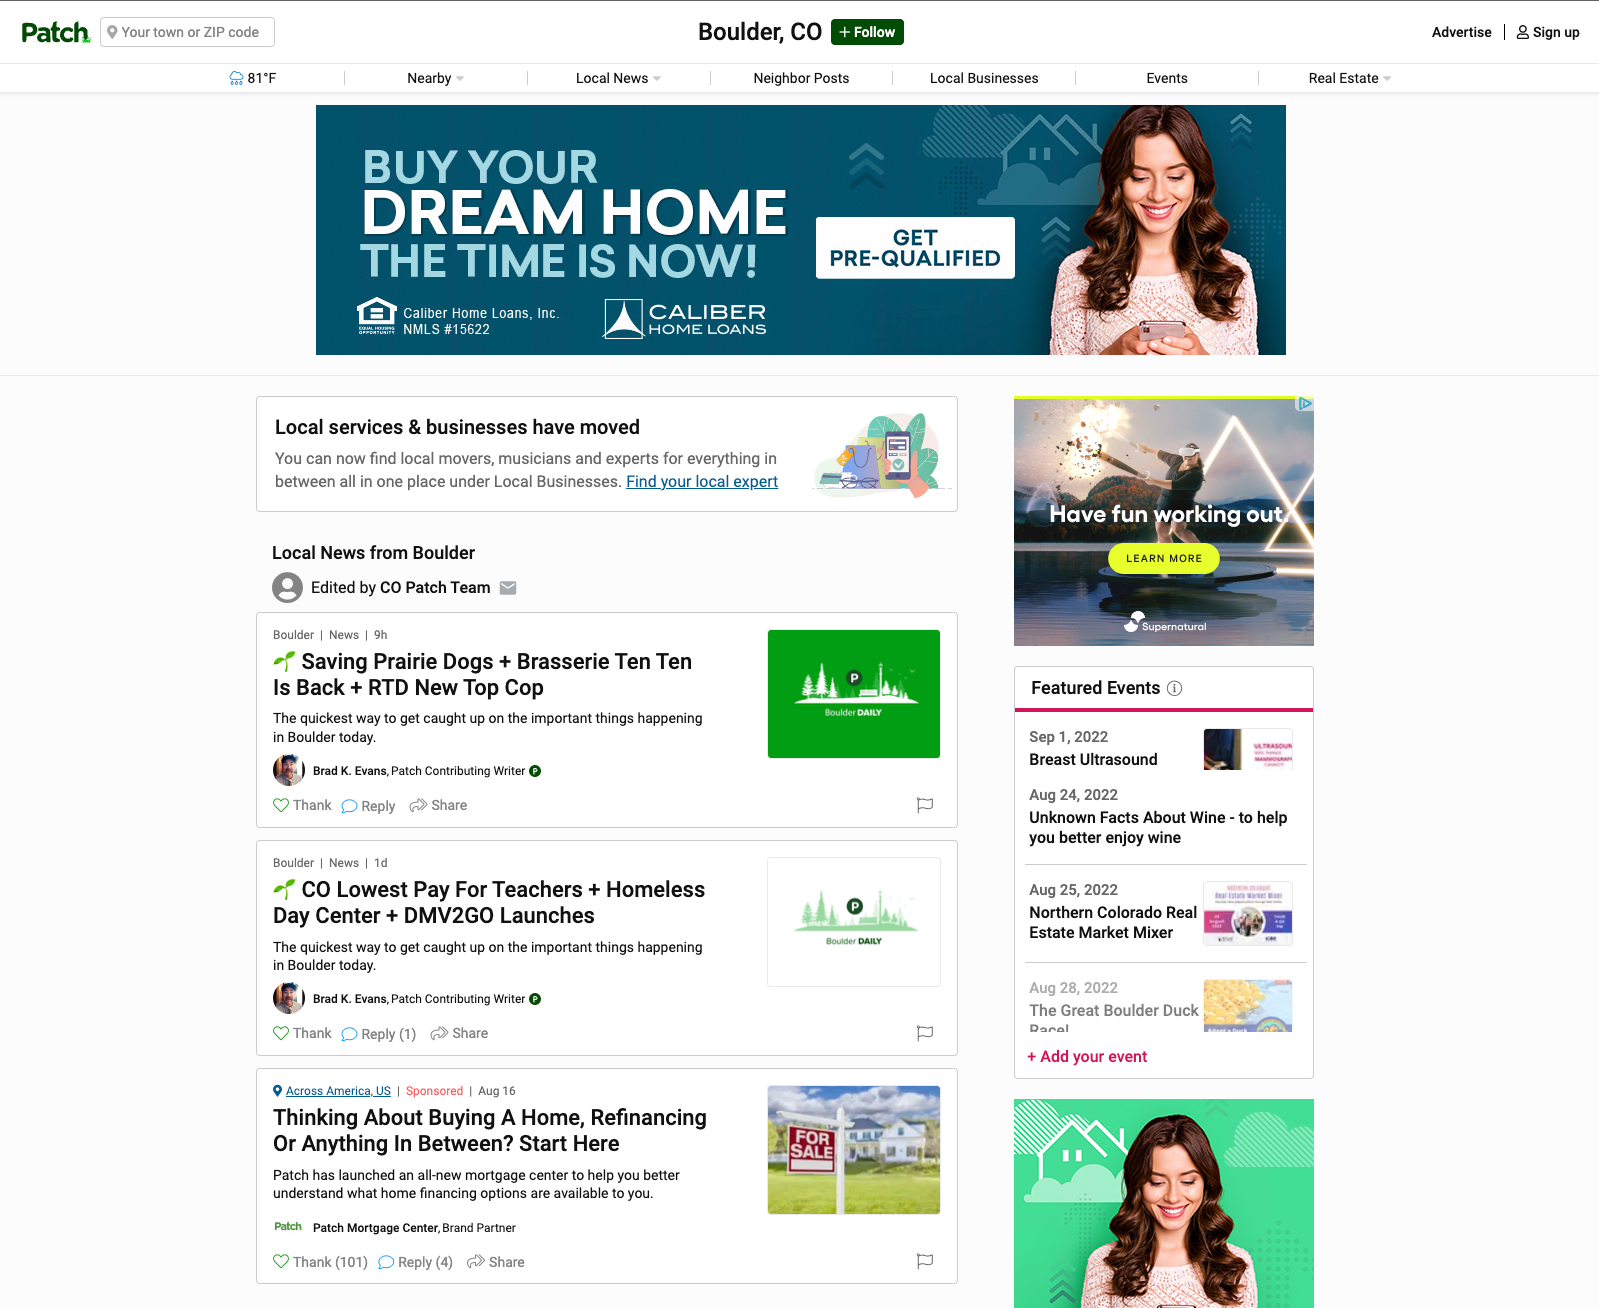 Patch
Your town or ZIP code
Boulder, CO
+ Follow
Advertise
Sign up
81°F
Nearby
Local News
Neighbor Posts
Local Businesses
Events
Real Estate
BUY YOUR
DREAM HOME
THE TIME IS NOW!
GET
PRE-QUALIFIED
EQUAL HOUSING
OPPORTUNITY
Caliber Home Loans, Inc.
NMLS #15622
CALIBER
HOME LOANS
Local services & businesses have moved
You can now find local movers, musicians and experts for everything in
between all in one place under Local Businesses. Find your local expert
Local News from Boulder
Edited by CO Patch Team
Boulder | News | 9h
Saving Prairie Dogs + Brasserie Ten Ten
Is Back + RTD New Top Cop
The quickest way to get caught up on the important things happening
in Boulder today.
Brad K. Evans, Patch Contributing Writer P
Thank Reply Share
P
Boulder DAILY
Boulder | News | 1d
CO Lowest Pay For Teachers + Homeless
Day Center + DMV2GO Launches
The quickest way to get caught up on the important things happening
in Boulder today.
Brad K. Evans, Patch Contributing Writer P
Thank Reply (1) Share
P
Boulder DAILY
Across America, US | Sponsored | Aug 16
Thinking About Buying A Home, Refinancing
Or Anything In Between? Start Here
Patch has launched an all-new mortgage center to help you better
understand what home financing options are available to you.
Patch Patch Mortgage Center, Brand Partner
Thank (101) Reply (4) Share
FOR
SALE
Have fun working out.
LEARN MORE
Supernatural
Featured Events
Sep 1, 2022
Breast Ultrasound
Aug 24, 2022
Unknown Facts About Wine - to help
you better enjoy wine
Aug 25, 2022
Northern Colorado Real
Estate Market Mixer
Real Estate Market Mixer
Aug 28, 2022
The Great Boulder Duck
Race!
+ Add your event